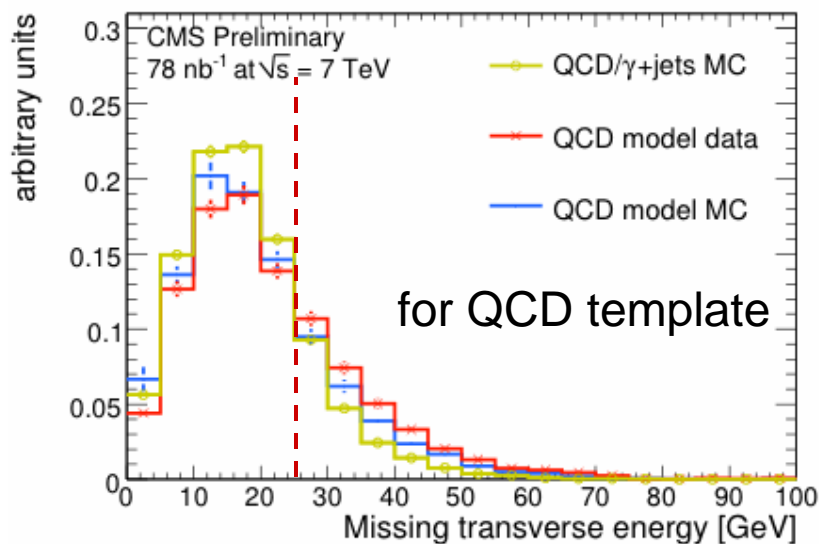 CMS Preliminary
78 nb⁻¹ at √s = 7 TeV
QCD/γ+jets MC
QCD model data
QCD model MC
for QCD template
arbitrary units
0.3
0.25
0.2
0.15
0.1
0.05
0
0 10 20 30 40 50 60 70 80 90 100
Missing transverse energy [GeV]